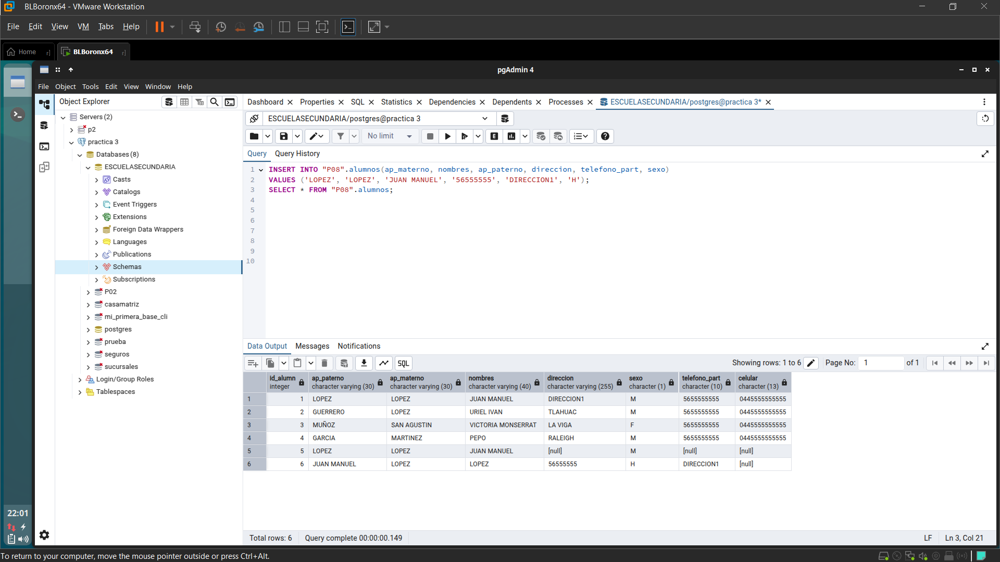 BLBoronx64 - VMware Workstation
File Edit View VM Tabs Help
Home BLBoronx64
pgAdmin 4
File Object Tools Edit View Window Help
Object Explorer
Servers (2)
p2
practica 3
Databases (8)
ESCUELASECUNDARIA
Casts
Catalogs
Event Triggers
Extensions
Foreign Data Wrappers
Languages
Publications
Schemas
Subscriptions
P02
casamatriz
mi_primera_base_cli
postgres
prueba
seguros
sucursales
Login/Group Roles
Tablespaces
22:01
Dashboard Properties SQL Statistics Dependencies Dependents Processes ESCUELASECUNDARIA/postgres@practica 3*
ESCUELASECUNDARIA/postgres@practica 3
No limit E
Query Query History
1 INSERT INTO "P08".alumnos(ap_materno, nombres, ap_paterno, direccion, telefono_part, sexo)
2 VALUES ('LOPEZ', 'LOPEZ', 'JUAN MANUEL', '56555555', 'DIRECCION1', 'H');
3 SELECT * FROM "P08".alumnos;
4
5
6
7
8
9
10
Data Output Messages Notifications
SQL Showing rows: 1 to 6 Page No: 1 of 1
id_alumn ap_paterno ap_materno nombres direccion sexo telefono_part celular
integer character varying (30) character varying (30) character varying (40) character varying (255) character (1) character (10) character (13)
1 1 LOPEZ LOPEZ JUAN MANUEL DIRECCION1 M 5655555555 0445555555555
2 2 GUERRERO LOPEZ URIEL IVAN TLAHUAC M 5655555555 0445555555555
3 3 MUÑOZ SAN AGUSTIN VICTORIA MONSERRAT LA VIGA F 5655555555 0445555555555
4 4 GARCIA MARTINEZ PEPO RALEIGH M 5655555555 0445555555555
5 5 LOPEZ LOPEZ JUAN MANUEL [null] M [null] [null]
6 6 JUAN MANUEL LOPEZ LOPEZ 56555555 H DIRECCION1 [null]
Total rows: 6 Query complete 00:00:00.149 LF Ln 3, Col 21
To return to your computer, move the mouse pointer outside or press Ctrl+Alt.